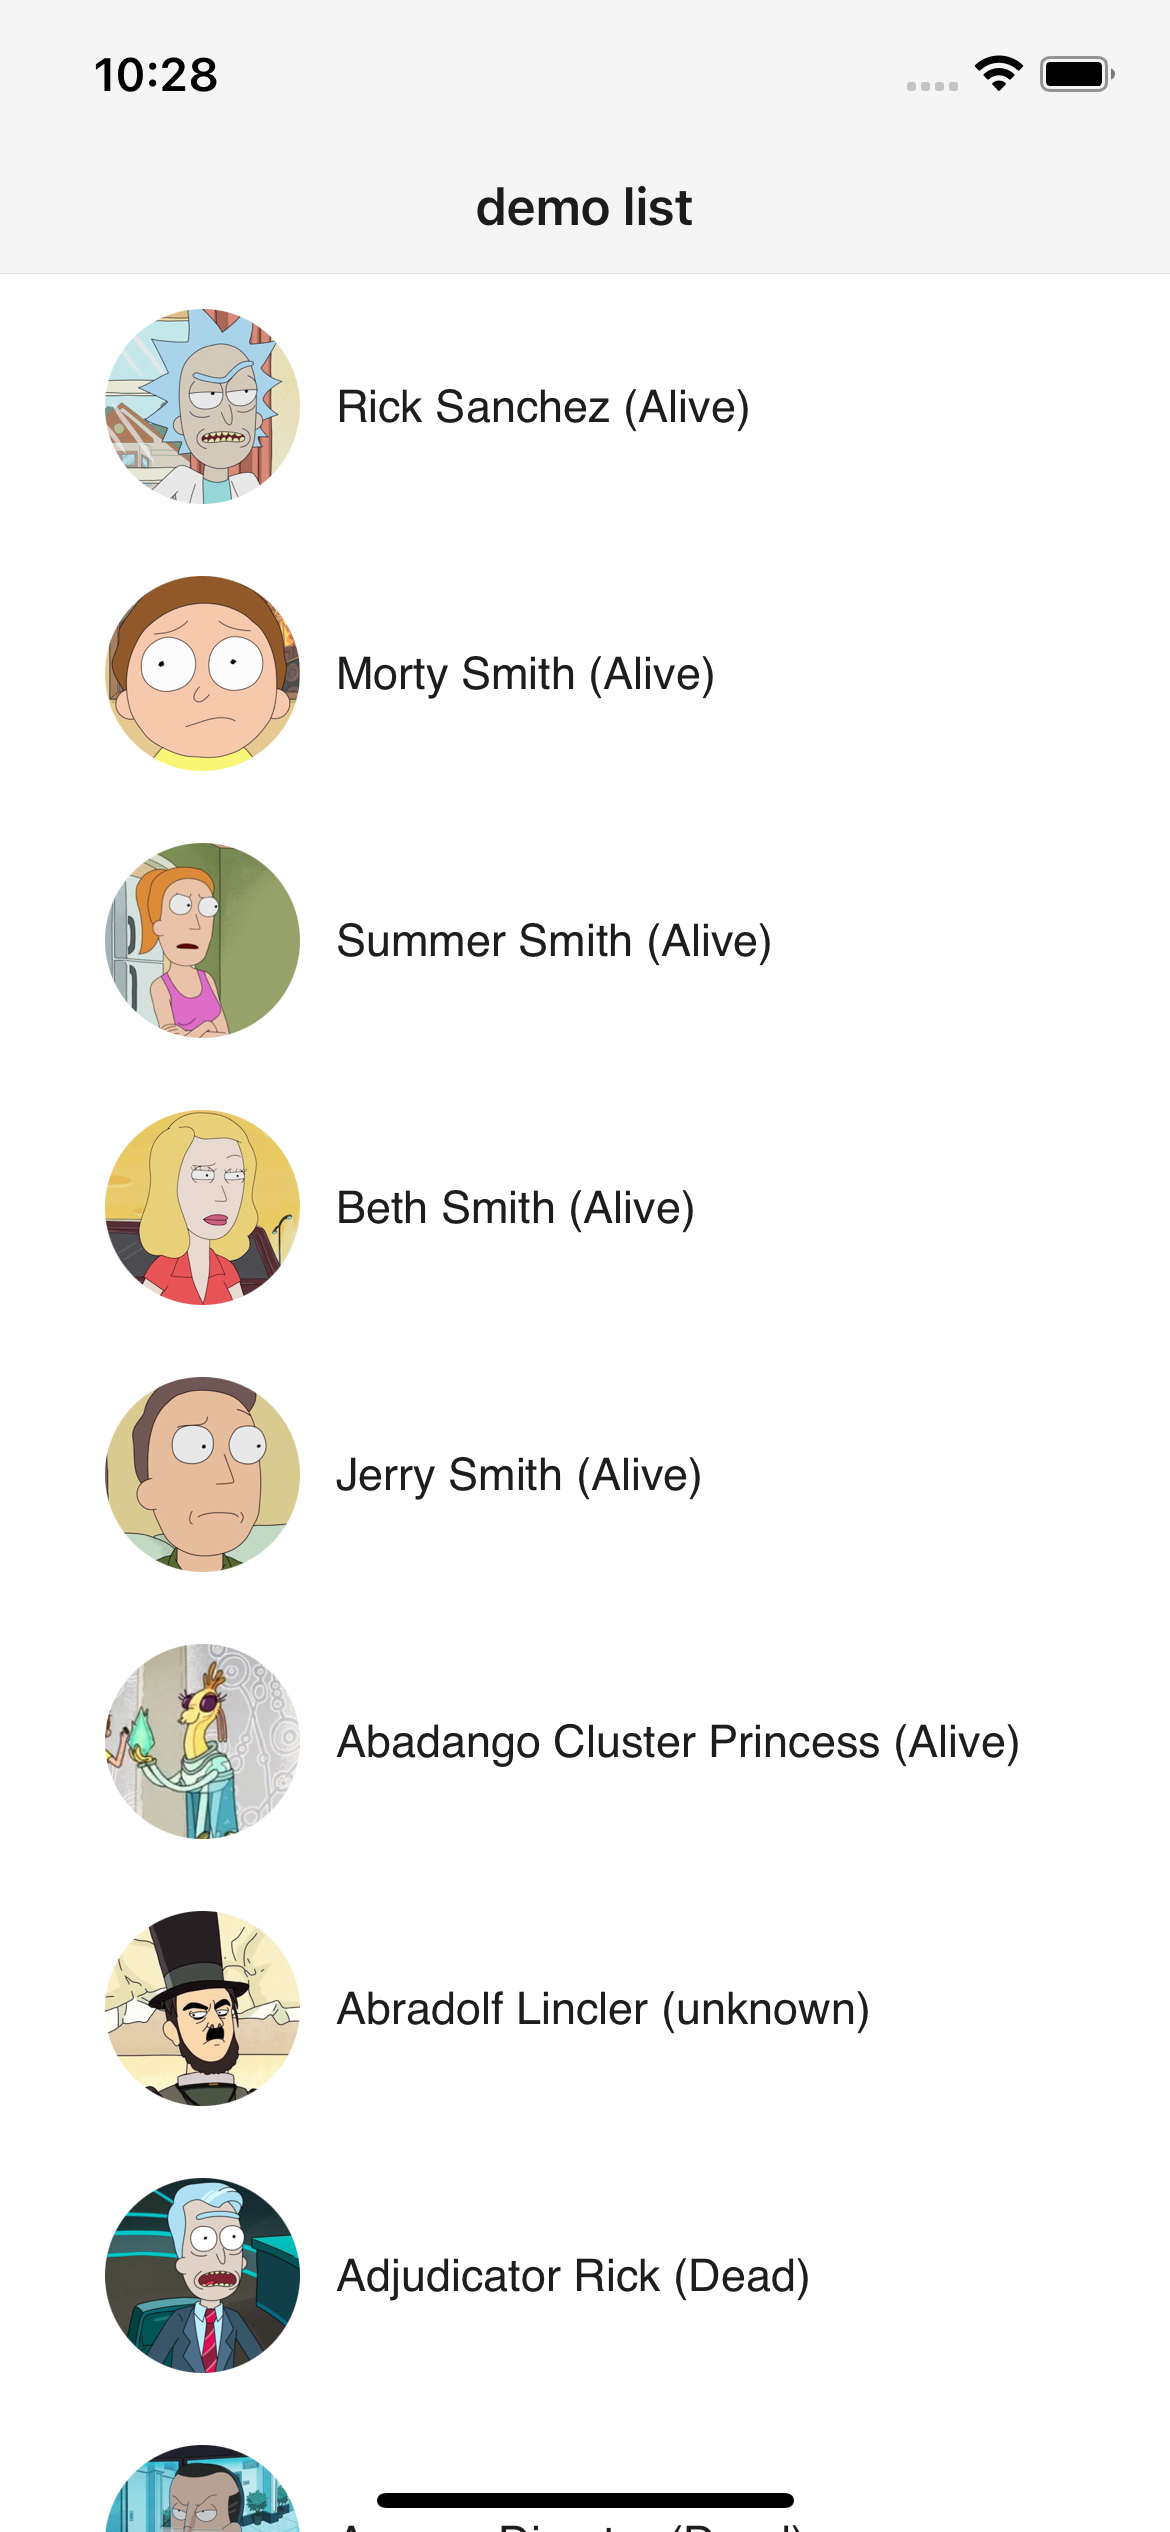 10:28
demo list
Rick Sanchez (Alive)
Morty Smith (Alive)
Summer Smith (Alive)
Beth Smith (Alive)
Jerry Smith (Alive)
Abadango Cluster Princess (Alive)
Abradolf Lincler (unknown)
Adjudicator Rick (Dead)